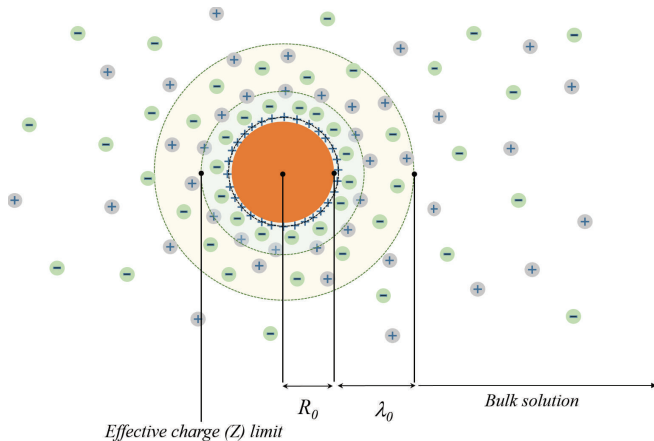 R₀
λ₀
Bulk solution
Effective charge (Z) limit